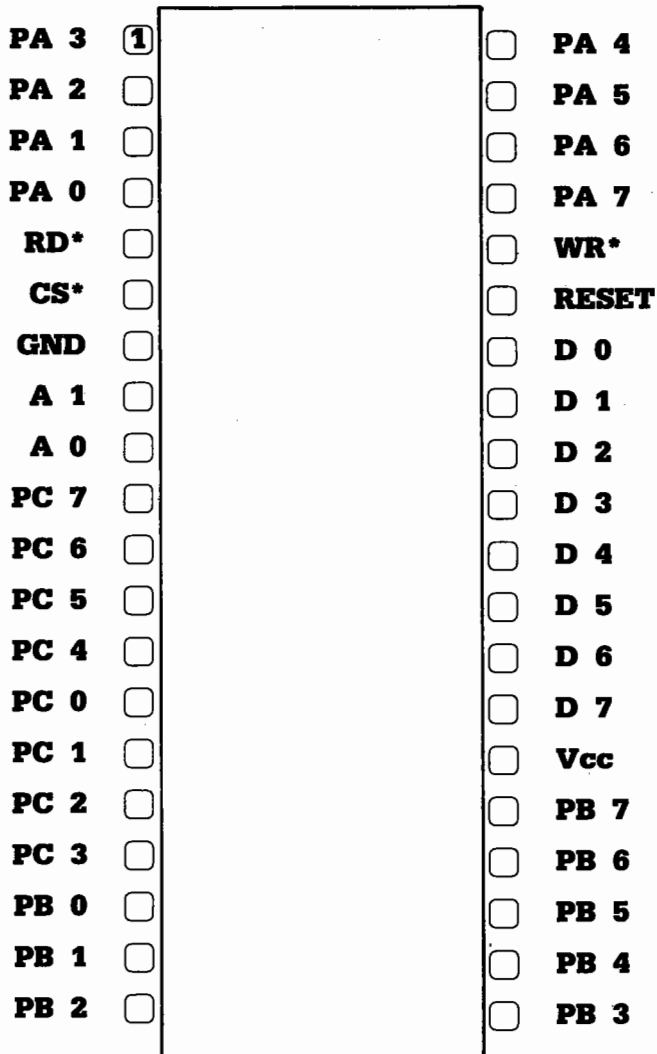 PA 3 1 PA 4
PA 2 PA 5
PA 1 PA 6
PA 0 PA 7
RD* WR*
CS* RESET
GND D 0
A 1 D 1
A 0 D 2
PC 7 D 3
PC 6 D 4
PC 5 D 5
PC 4 D 6
PC 0 D 7
PC 1 Vcc
PC 2 PB 7
PC 3 PB 6
PB 0 PB 5
PB 1 PB 4
PB 2 PB 3